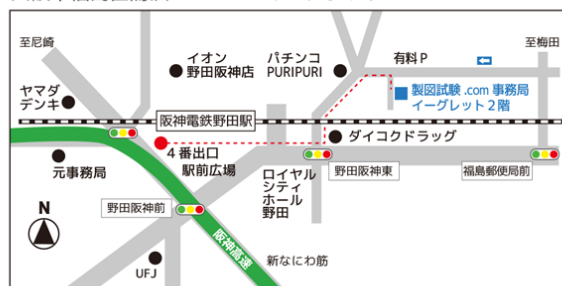 至尼崎
イオン
野田阪神店
パチンコ
PURIPURI
有料P
至梅田
ヤマダ
デンキ
製図試験.com事務局
イーグレット2階
阪神電鉄野田駅
ダイコクドラッグ
4番出口
駅前広場
元事務局
ロイヤル
シティ
ホール
野田
野田阪神東
福島郵便局前
N
野田阪神前
阪神高速
新なにわ筋
UFJ